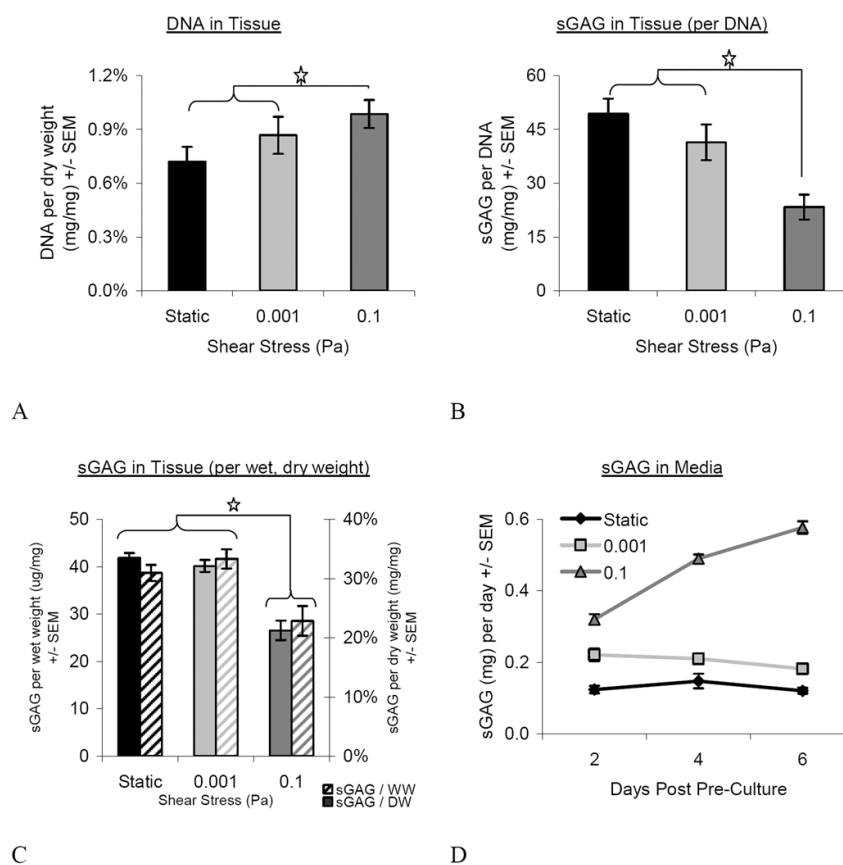 DNA in Tissue
DNA per dry weight
(mg/mg) +/- SEM
1.2%
0.9%
0.6%
0.3%
0.0%
Static 0.001 0.1
Shear Stress (Pa)
A
sGAG in Tissue (per DNA)
sGAG per DNA
(mg/mg) +/- SEM
60
45
30
15
0
Static 0.001 0.1
Shear Stress (Pa)
B
sGAG in Tissue (per wet, dry weight)
sGAG per wet weight (ug/mg)
+/- SEM
50
40
30
20
10
0
40%
30%
20%
10%
0%
sGAG per dry weight (mg/mg)
+/- SEM
Static 0.001 0.1
Shear Stress (Pa)
sGAG / WW
sGAG / DW
C
sGAG in Media
sGAG (mg) per day +/- SEM
0.6
0.4
0.2
0.0
Static
0.001
0.1
2 4 6
Days Post Pre-Culture
D